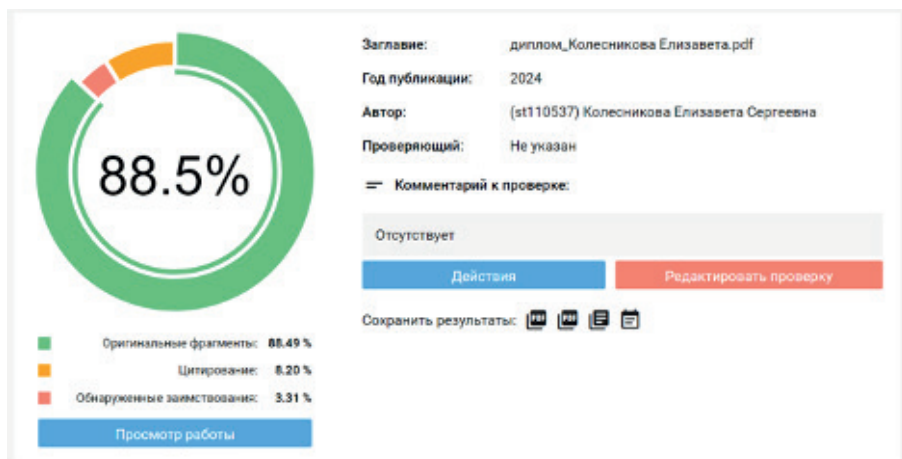 88.5%
Оригинальные фрагменты: 88.49 %
Цитирование: 8.20 %
Обнаруженные заимствования: 3.31 %
Просмотр работы
Заглавие: диплом_Колесникова Елизавета.pdf
Год публикации: 2024
Автор: (st110537) Колесникова Елизавета Сергеевна
Проверяющий: Не указан
Комментарий к проверке:
Отсутствует
Действия Редактировать проверку
Сохранить результаты: PDF PDF